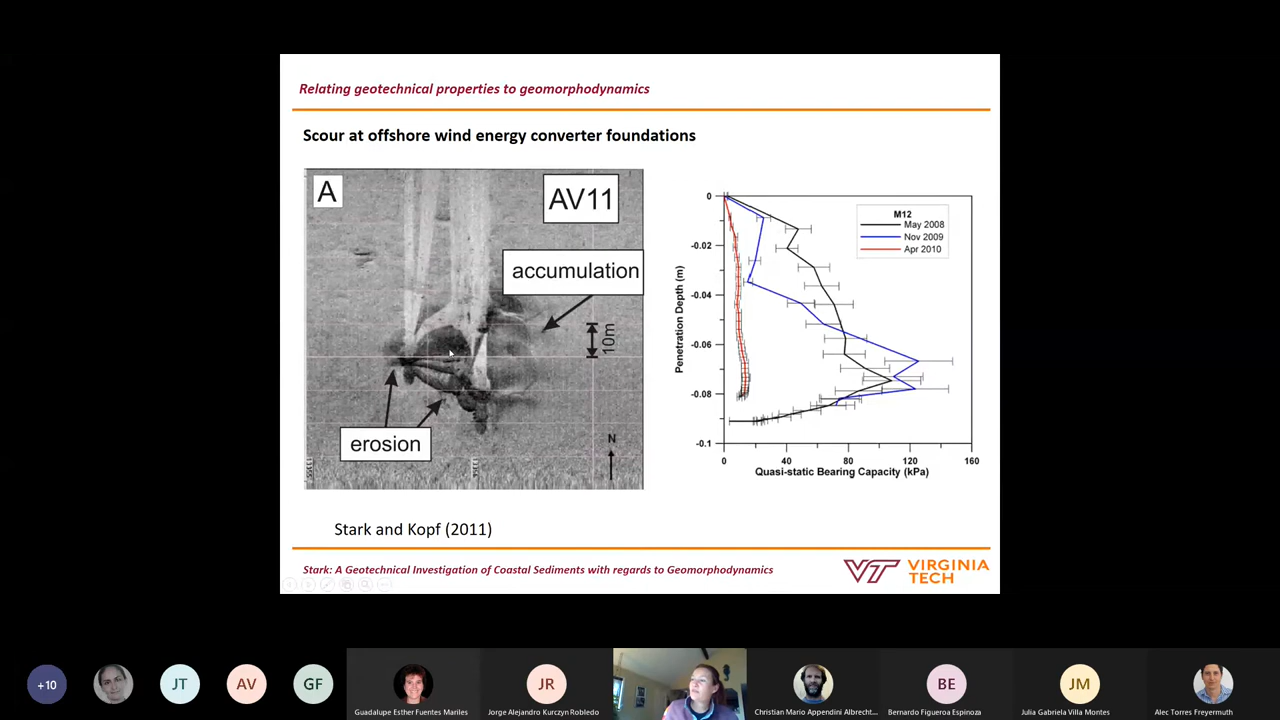 Relating geotechnical properties to geomorphodynamics
Scour at offshore wind energy converter foundations
A
AV11
accumulation
10m
erosion
N
0
-0.02
-0.04
-0.06
-0.08
-0.1
Penetration Depth (m)
M12
May 2008
Nov 2009
Apr 2010
0 40 80 120 160
Quasi-static Bearing Capacity (kPa)
Stark and Kopf (2011)
Stark: A Geotechnical Investigation of Coastal Sediments with regards to Geomorphodynamics
VT VIRGINIA
TECH
+10
JT
AV
GF
Guadalupe Esther Fuentes Mariles
JR
Jorge Alejandro Kurczyn Robledo
Christian Mario Appendini Albrecht...
BE
Bernardo Figueroa Espinoza
JM
Julia Gabriela Villa Montes
Alec Torres Freyermuth